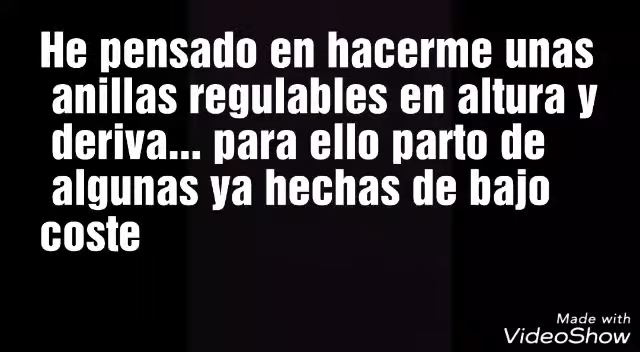 He pensado en hacerme unas
anillas regulables en altura y
deriva... para ello parto de
algunas ya hechas de bajo
coste
Made with
VideoShow